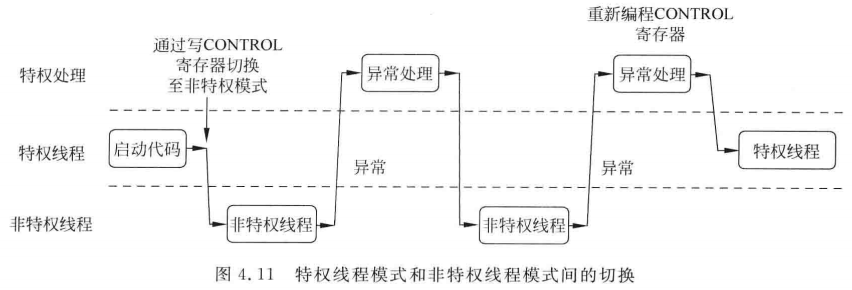 重新编程CONTROL
寄存器
通过写CONTROL
寄存器切换
至非特权模式
特权处理
异常处理
异常处理
特权线程
启动代码
异常
异常
特权线程
非特权线程
非特权线程
非特权线程
图 4.11 特权线程模式和非特权线程模式间的切换